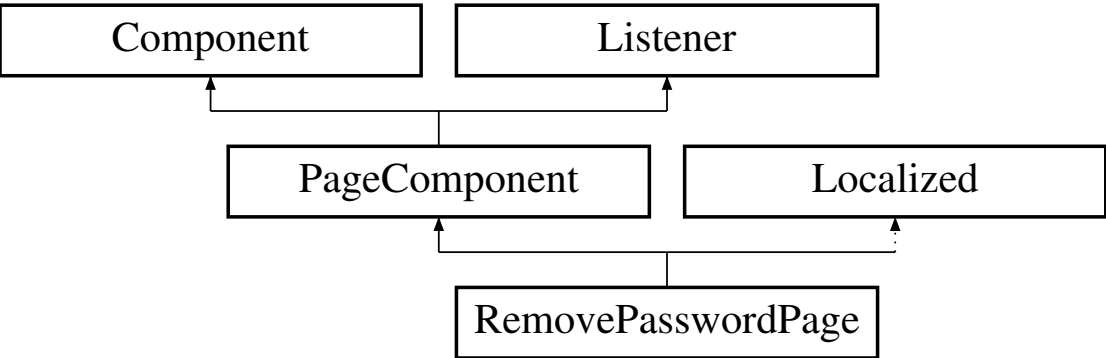 Component
Listener
PageComponent
Localized
RemovePasswordPage